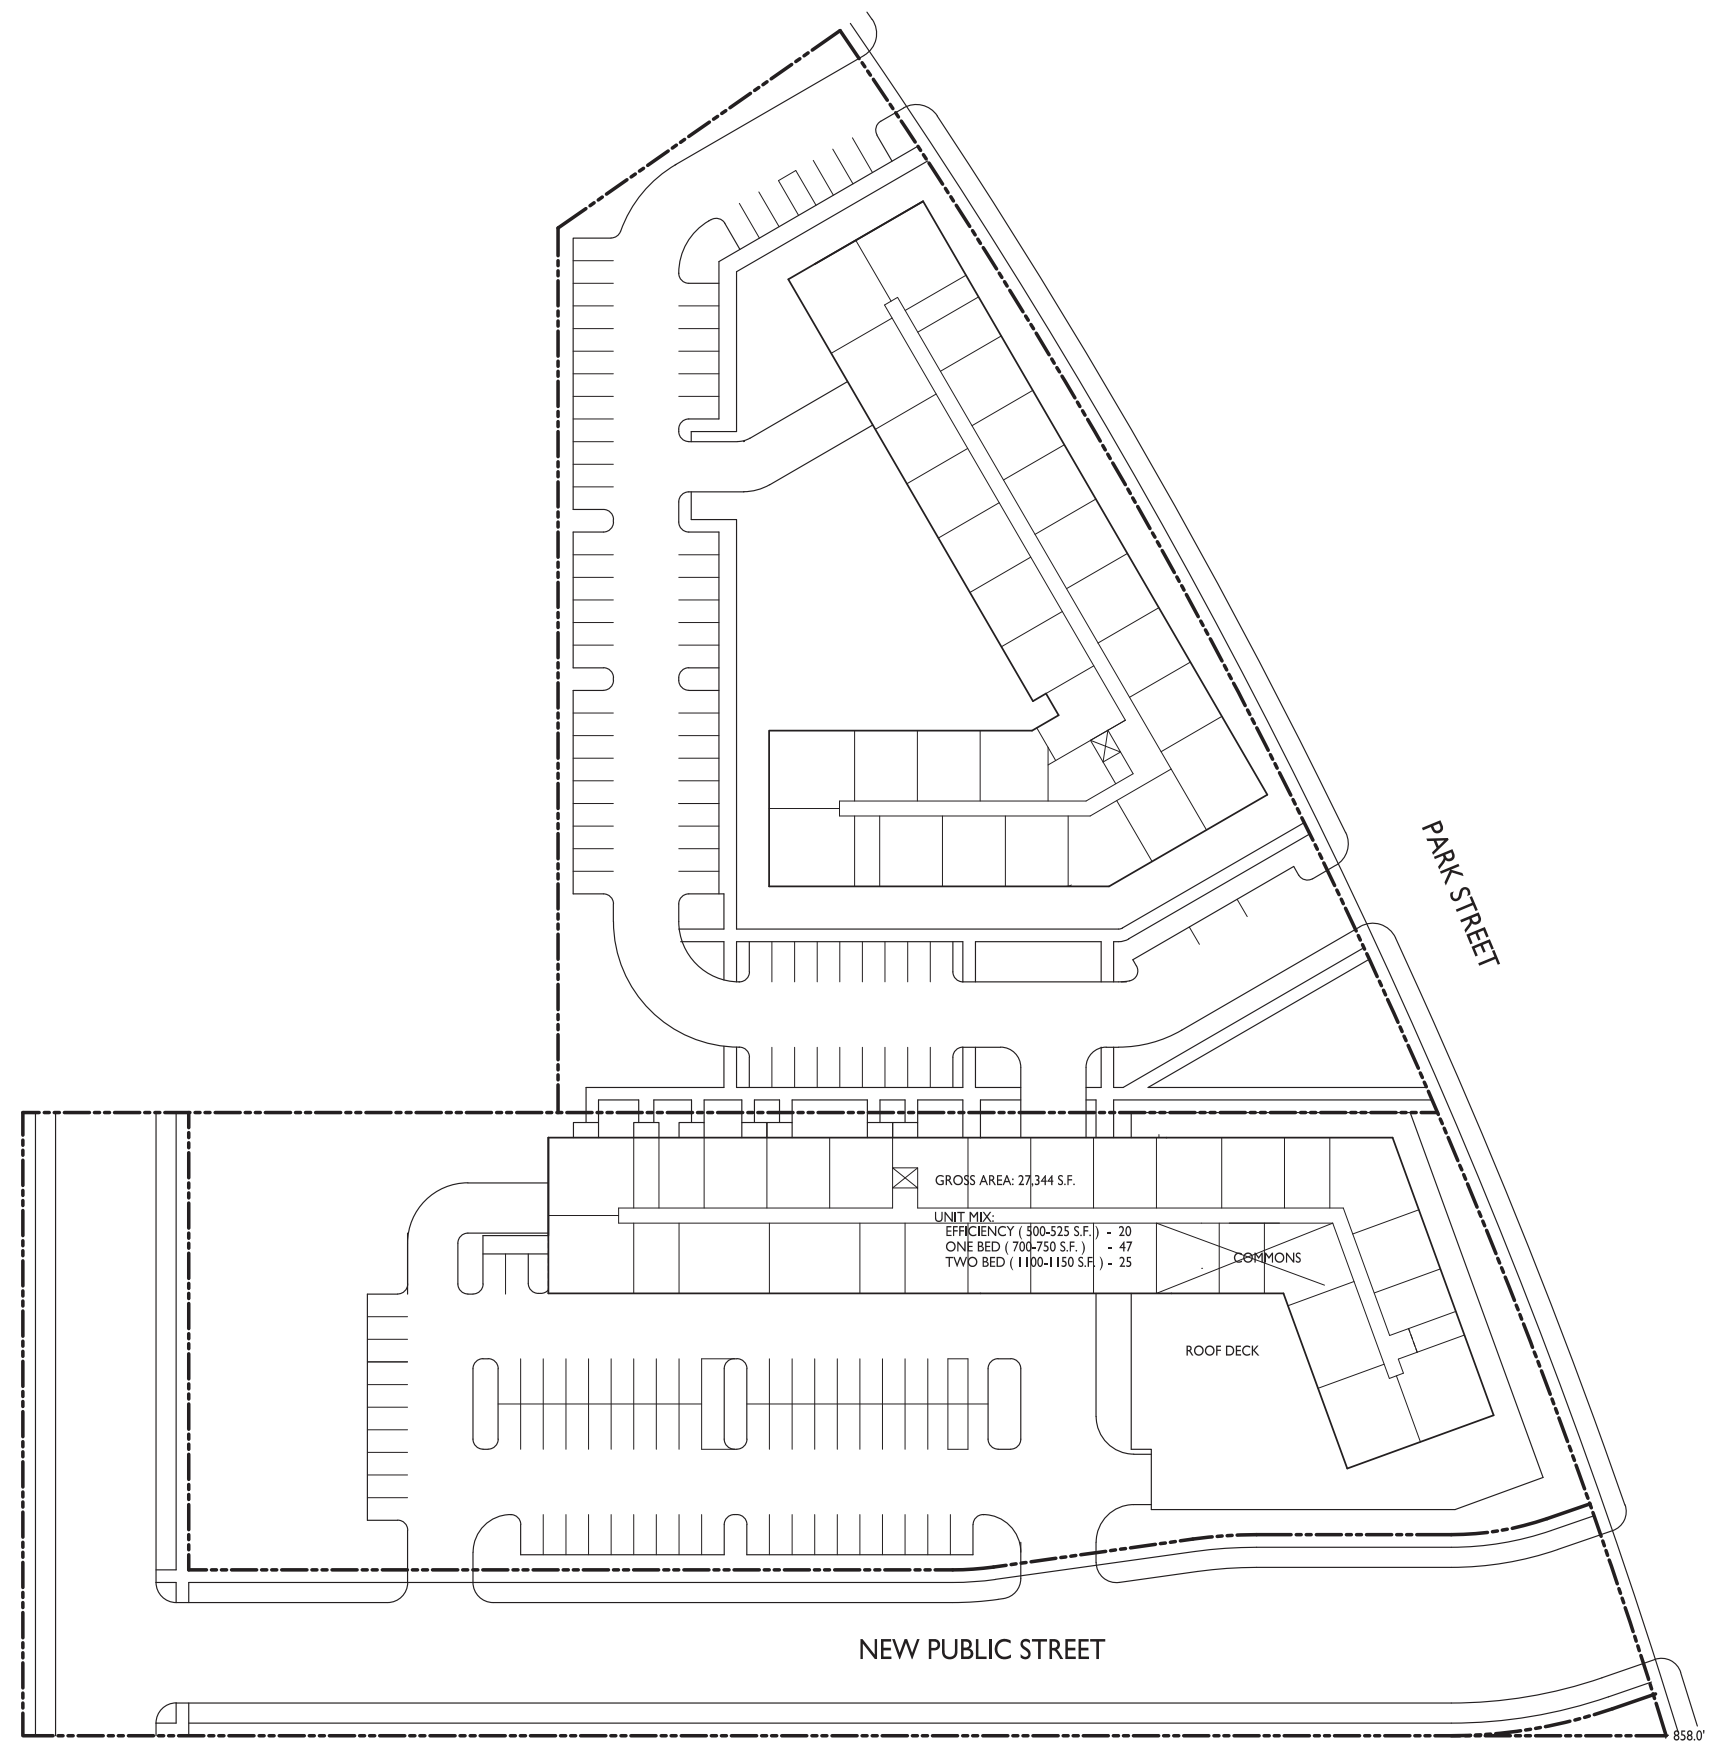 PARK STREET
GROSS AREA: 27,344 S.F.
UNIT MIX:
EFFICIENCY ( 500-525 S.F. ) - 20
ONE BED ( 700-750 S.F. ) - 47
TWO BED ( 1100-1150 S.F. ) - 25
COMMONS
ROOF DECK
NEW PUBLIC STREET
858.0'